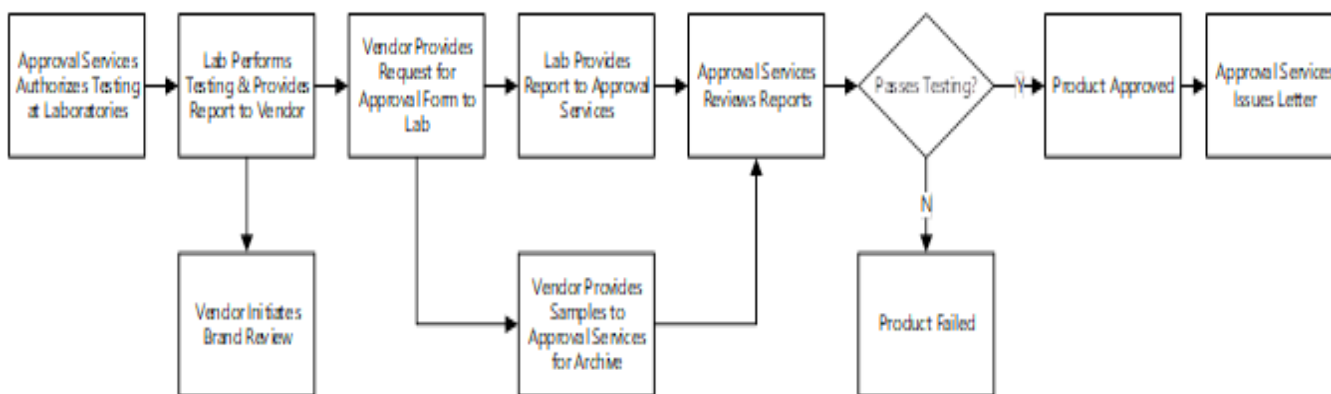 Approval Services
Authorizes Testing
at Laboratories
Lab Performs
Testing & Provides
Report to Vendor
Vendor Provides
Request for
Approval Form to
Lab
Lab Provides
Report to Approval
Services
Approval Services
Reviews Reports
Passes Testing?
Y
Product Approved
Approval Services
Issues Letter
N
Vendor Initiates
Brand Review
Vendor Provides
Samples to
Approval Services
for Archive
Product Failed